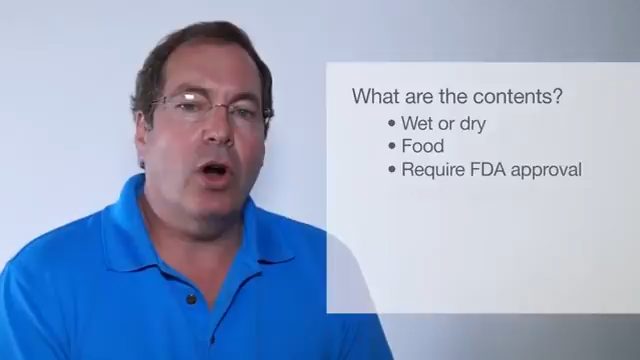 What are the contents?
• Wet or dry
• Food
• Require FDA approval